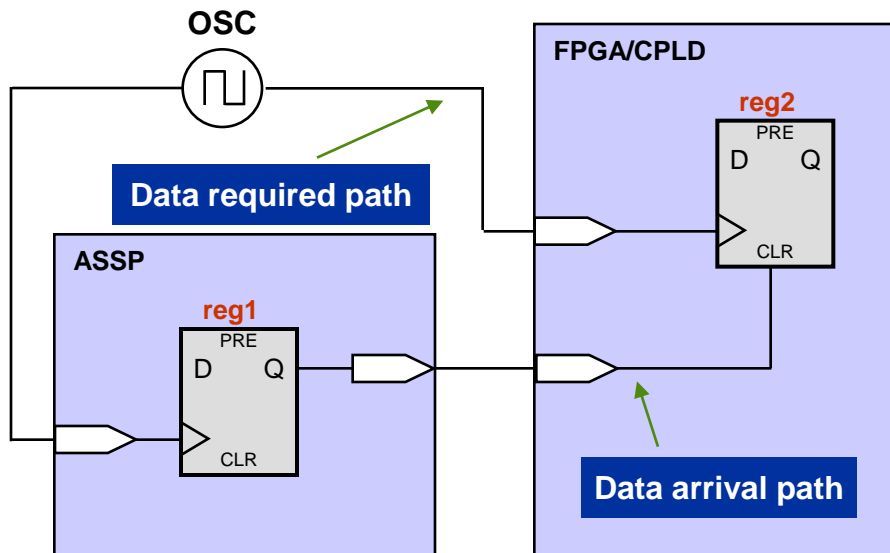 OSC
FPGA/CPLD
reg2
PRE
D Q
CLR
Data required path
ASSP
reg1
PRE
D Q
CLR
Data arrival path